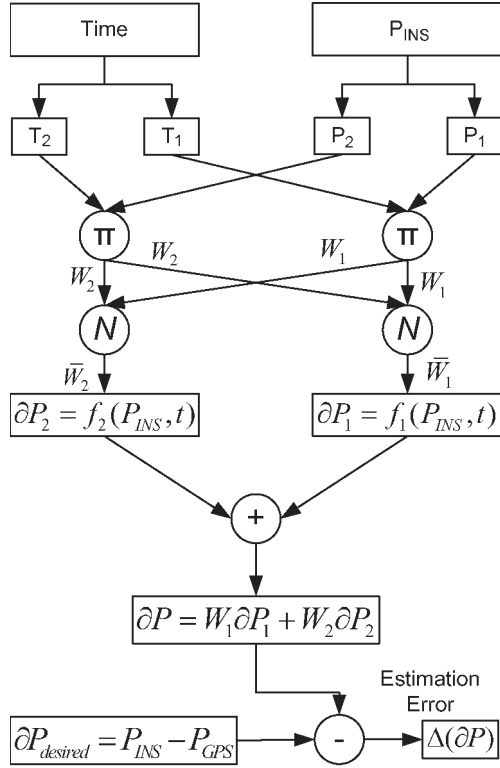 Time
P_INS
T_2
T_1
P_2
P_1
π
π
W_2
W_2
W_1
W_1
N
N
W̅_2
W̅_1
∂P_2 = f_2(P_INS, t)
∂P_1 = f_1(P_INS, t)
+
∂P = W_1∂P_1 + W_2∂P_2
Estimation
Error
∂P_desired = P_INS − P_GPS
-
Δ(∂P)